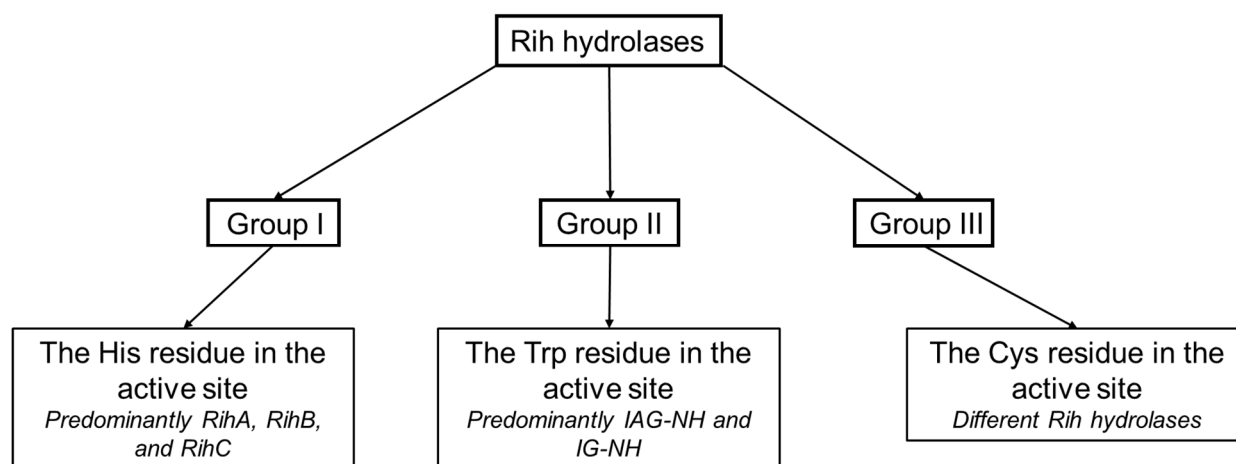 Rih hydrolases
Group I
Group II
Group III
The His residue in the
active site
Predominantly RihA, RihB,
and RihC
The Trp residue in the
active site
Predominantly IAG-NH and
IG-NH
The Cys residue in the
active site
Different Rih hydrolases